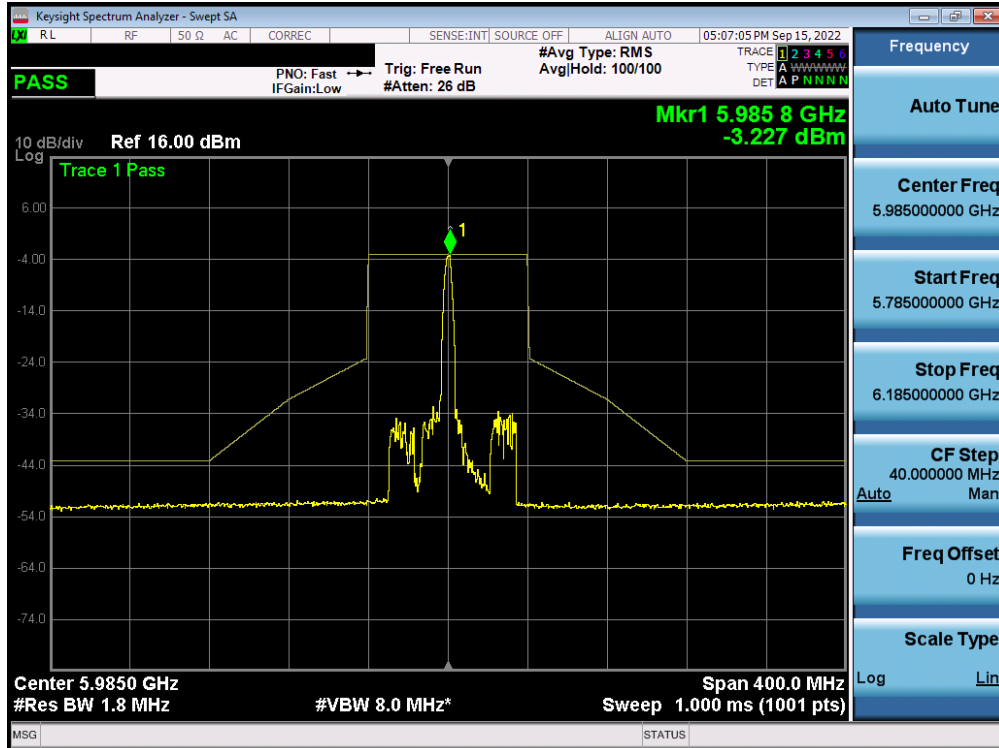 Keysight Spectrum Analyzer - Swept SA
LXI RL RF 50 Ω AC CORREC SENSE:INT SOURCE OFF ALIGN AUTO 05:07:05 PM Sep 15, 2022
Frequency
PASS
PNO: Fast
IFGain:Low
Trig: Free Run
#Atten: 26 dB
#Avg Type: RMS
Avg|Hold: 100/100
TRACE 1 2 3 4 5 6
TYPE A WWWWW
DET A P N N N N
Auto Tune
Mkr1 5.985 8 GHz
-3.227 dBm
10 dB/div Ref 16.00 dBm
Log
Trace 1 Pass
6.00
-4.00
-14.0
-24.0
-34.0
-44.0
-54.0
-64.0
-74.0
1
Center Freq
5.985000000 GHz
Start Freq
5.785000000 GHz
Stop Freq
6.185000000 GHz
CF Step
40.000000 MHz
Auto Man
Freq Offset
0 Hz
Scale Type
Log Lin
Center 5.9850 GHz Span 400.0 MHz
#Res BW 1.8 MHz #VBW 8.0 MHz* Sweep 1.000 ms (1001 pts)
MSG STATUS